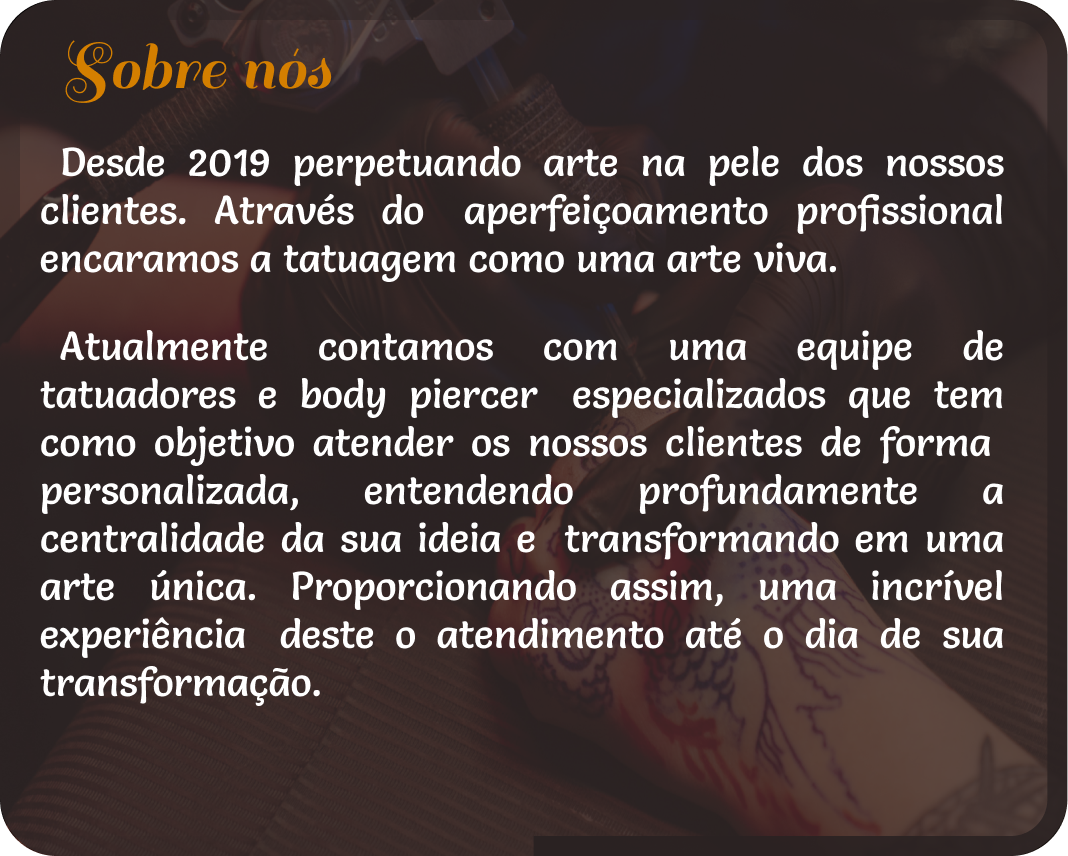 Sobre nós
Desde 2019 perpetuando arte na pele dos nossos
clientes. Através do aperfeiçoamento profissional
encaramos a tatuagem como uma arte viva.
Atualmente contamos com uma equipe de
tatuadores e body piercer especializados que tem
como objetivo atender os nossos clientes de forma
personalizada, entendendo profundamente a
centralidade da sua ideia e transformando em uma
arte única. Proporcionando assim, uma incrível
experiência deste o atendimento até o dia de sua
transformação.